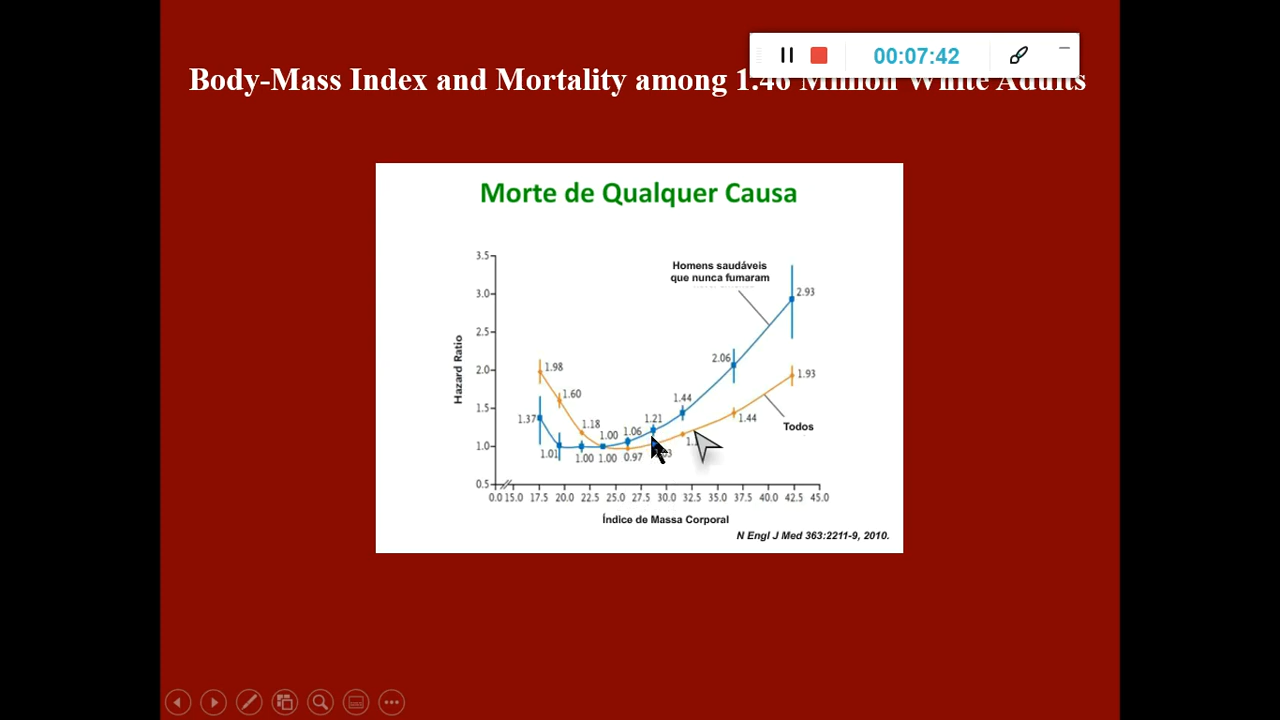 00:07:42
Body-Mass Index and Mortality among 1.46 Million White Adults
Morte de Qualquer Causa
Homens saudáveis
que nunca fumaram
3.5
3.0
2.5
2.0
1.5
1.0
0.5
Hazard Ratio
2.93
2.06
1.98
1.93
1.60
1.44
1.44
1.37
1.21
1.18
1.06
1.00
1.01
1.00
1.00
0.97
Todos
0.0 15.0 17.5 20.0 22.5 25.0 27.5 30.0 32.5 35.0 37.5 40.0 42.5 45.0
Índice de Massa Corporal
N Engl J Med 363:2211-9, 2010.